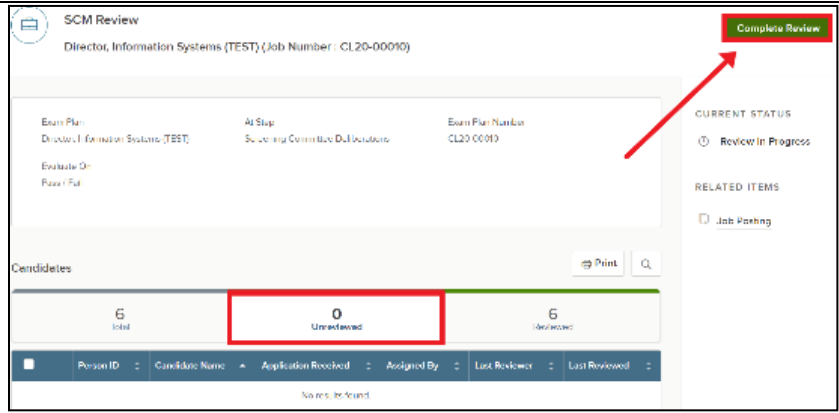 SCM Review
Complete Review
Director, Information Systems (TEST) (Job Number : CL20-00010)
Exam Plan At Step Exam Plan Number
Director, Information Systems (TEST) Screening Committee Deliberations CL20-00010
Evaluate On
Pass / Fail
CURRENT STATUS
Review In Progress
RELATED ITEMS
Job Posting
Candidates Print
6 0 6
Total Unreviewed Reviewed
Person ID Candidate Name Application Received Assigned By Last Reviewer Last Reviewed
No results found.